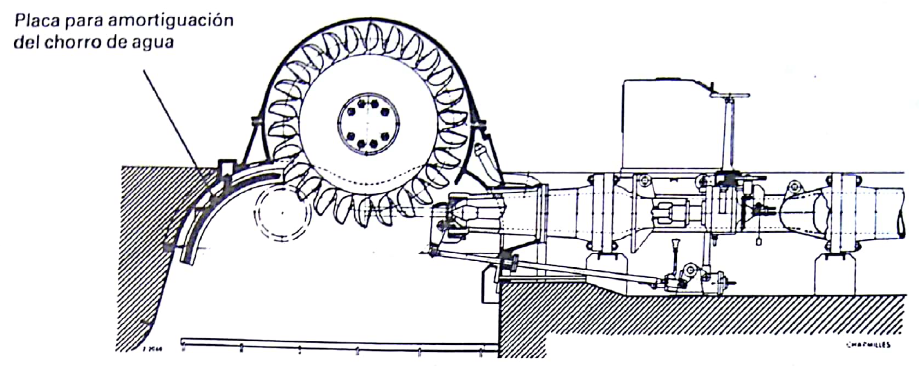 Placa para amortiguación
del chorro de agua
CHARMILLES